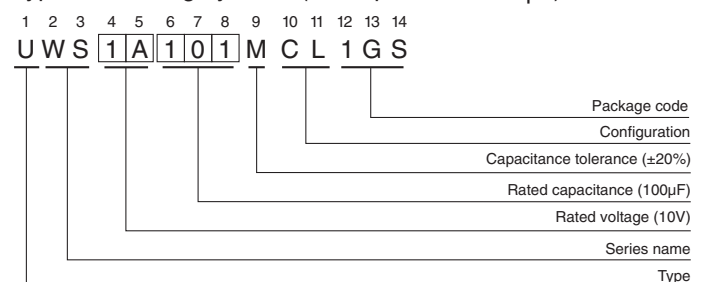 1 2 3 4 5 6 7 8 9 10 11 12 13 14
U W S 1 A 1 0 1 M C L 1 G S
Package code
Configuration
Capacitance tolerance (±20%)
Rated capacitance (100µF)
Rated voltage (10V)
Series name
Type